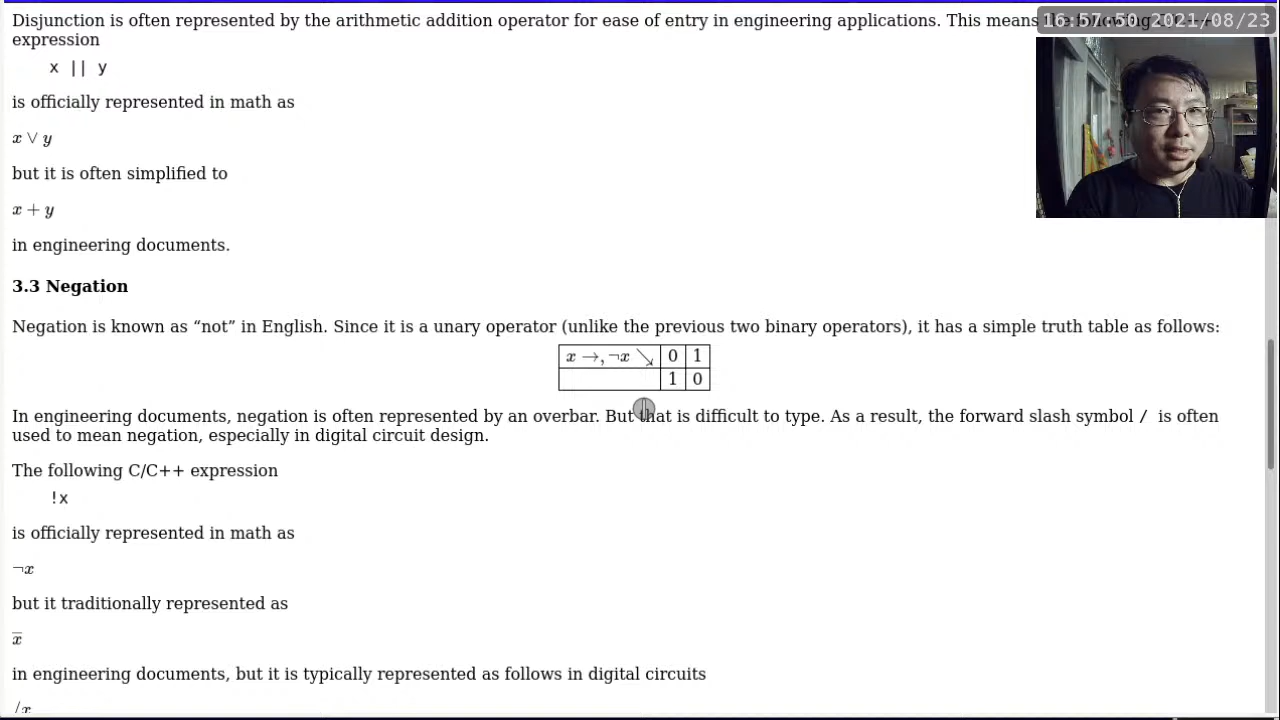 Disjunction is often represented by the arithmetic addition operator for ease of entry in engineering applications. This means
16:57:50 2021/08/23
expression
x || y
is officially represented in math as
x ∨ y
but it is often simplified to
x + y
in engineering documents.
3.3 Negation
Negation is known as “not” in English. Since it is a unary operator (unlike the previous two binary operators), it has a simple truth table as follows:
x →, ¬x ↘ 0 1
1 0
In engineering documents, negation is often represented by an overbar. But that is difficult to type. As a result, the forward slash symbol / is often
used to mean negation, especially in digital circuit design.
The following C/C++ expression
!x
is officially represented in math as
¬x
but it traditionally represented as
x̅
in engineering documents, but it is typically represented as follows in digital circuits
/x